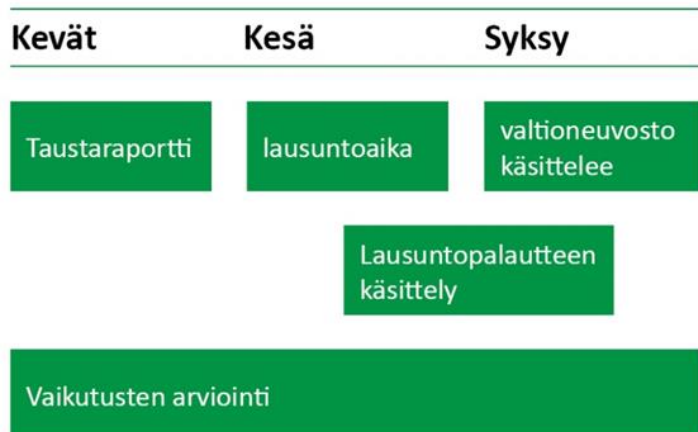 Kevät
Kesä
Syksy
Taustaraportti
lausuntoaika
valtioneuvosto
käsittelee
Lausuntopalautteen
käsittely
Vaikutusten arviointi